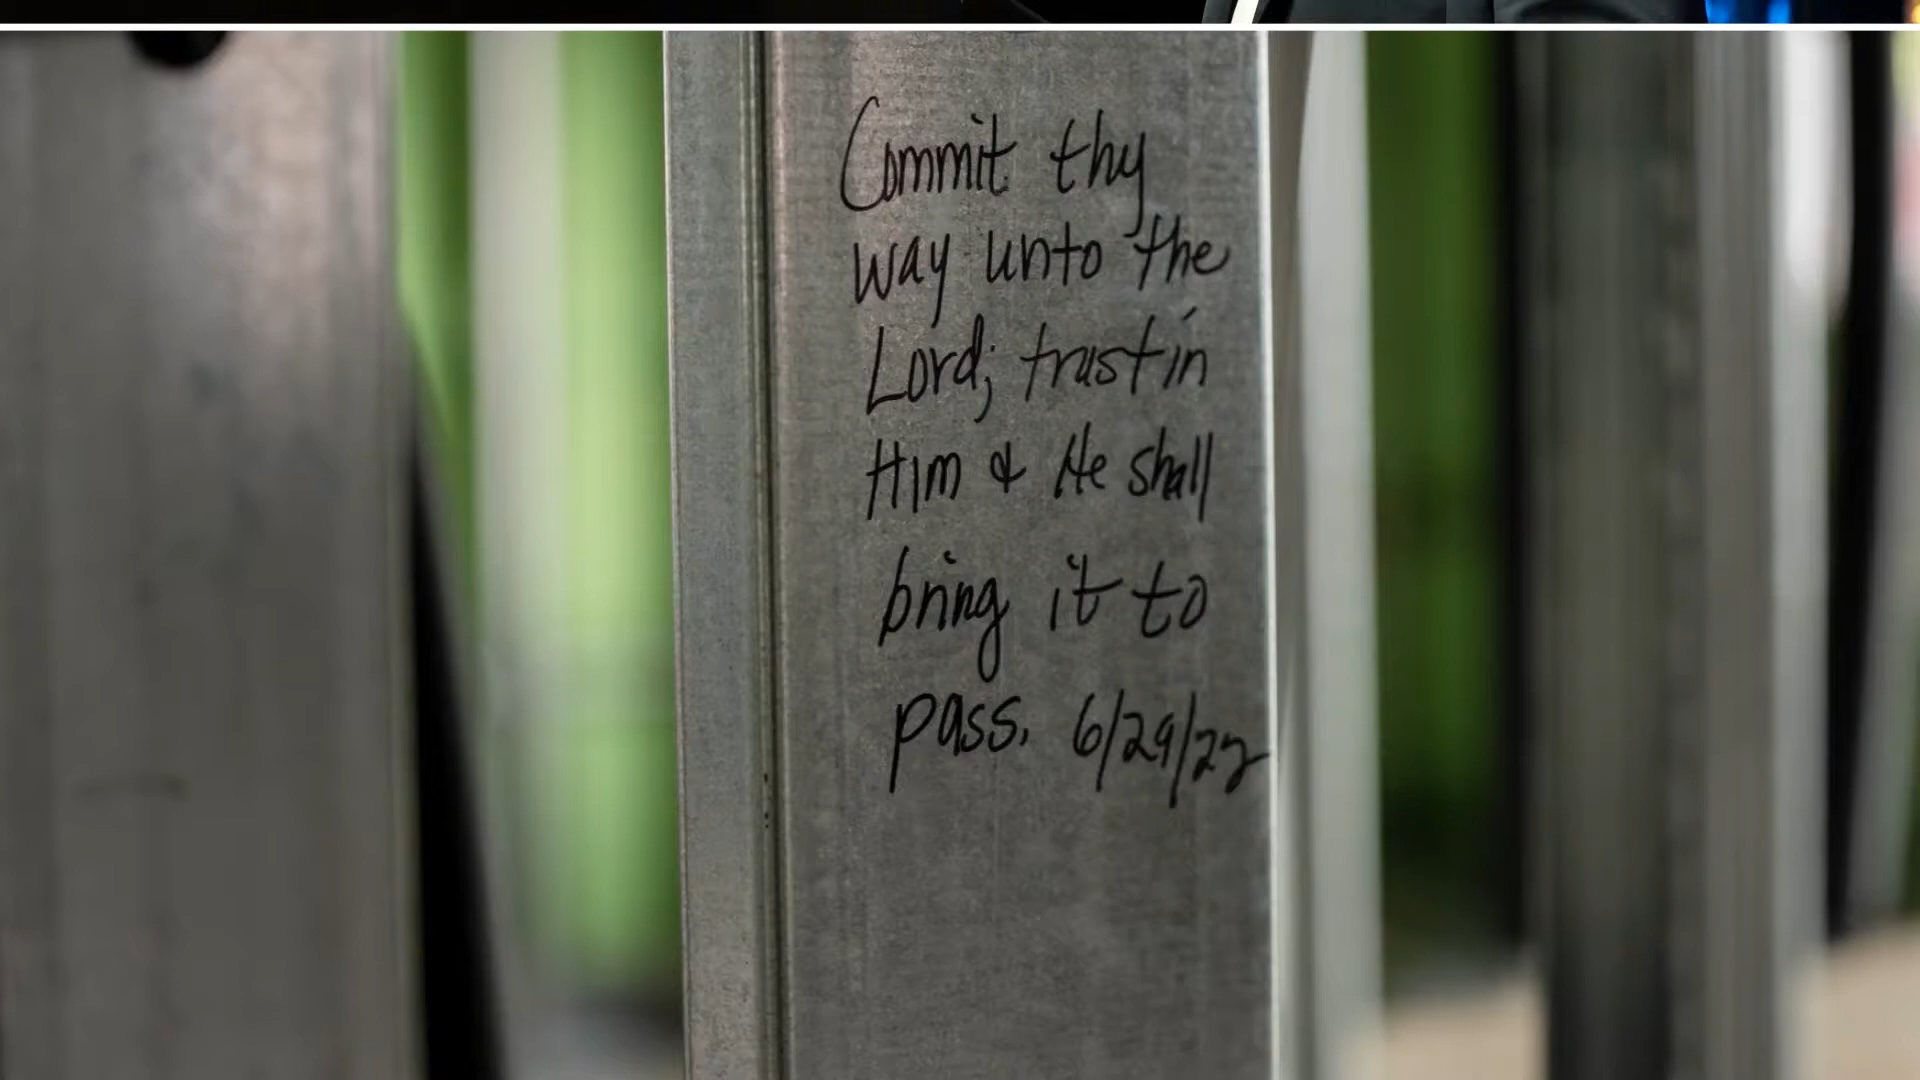 Commit thy
way unto the
Lord; trust in
Him & He shall
bring it to
pass. 6/29/22